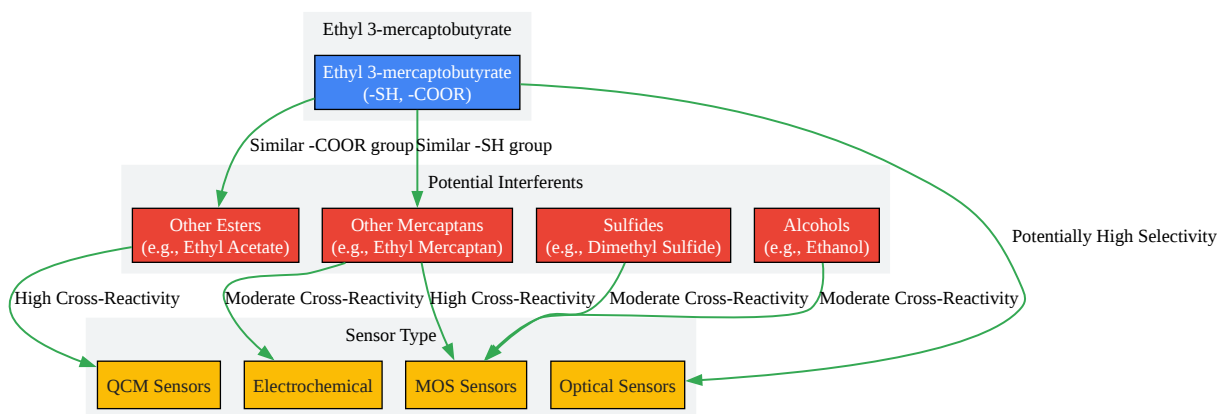 Ethyl 3-mercaptobutyrate
Ethyl 3-mercaptobutyrate
(-SH, -COOR)
Similar -COOR group
Similar -SH group
Potential Interferents
Other Esters
(e.g., Ethyl Acetate)
Other Mercaptans
(e.g., Ethyl Mercaptan)
Sulfides
(e.g., Dimethyl Sulfide)
Alcohols
(e.g., Ethanol)
Potentially High Selectivity
High Cross-Reactivity
Moderate Cross-Reactivity
High Cross-Reactivity
Moderate Cross-Reactivity
Moderate Cross-Reactivity
Sensor Type
QCM Sensors
Electrochemical
MOS Sensors
Optical Sensors